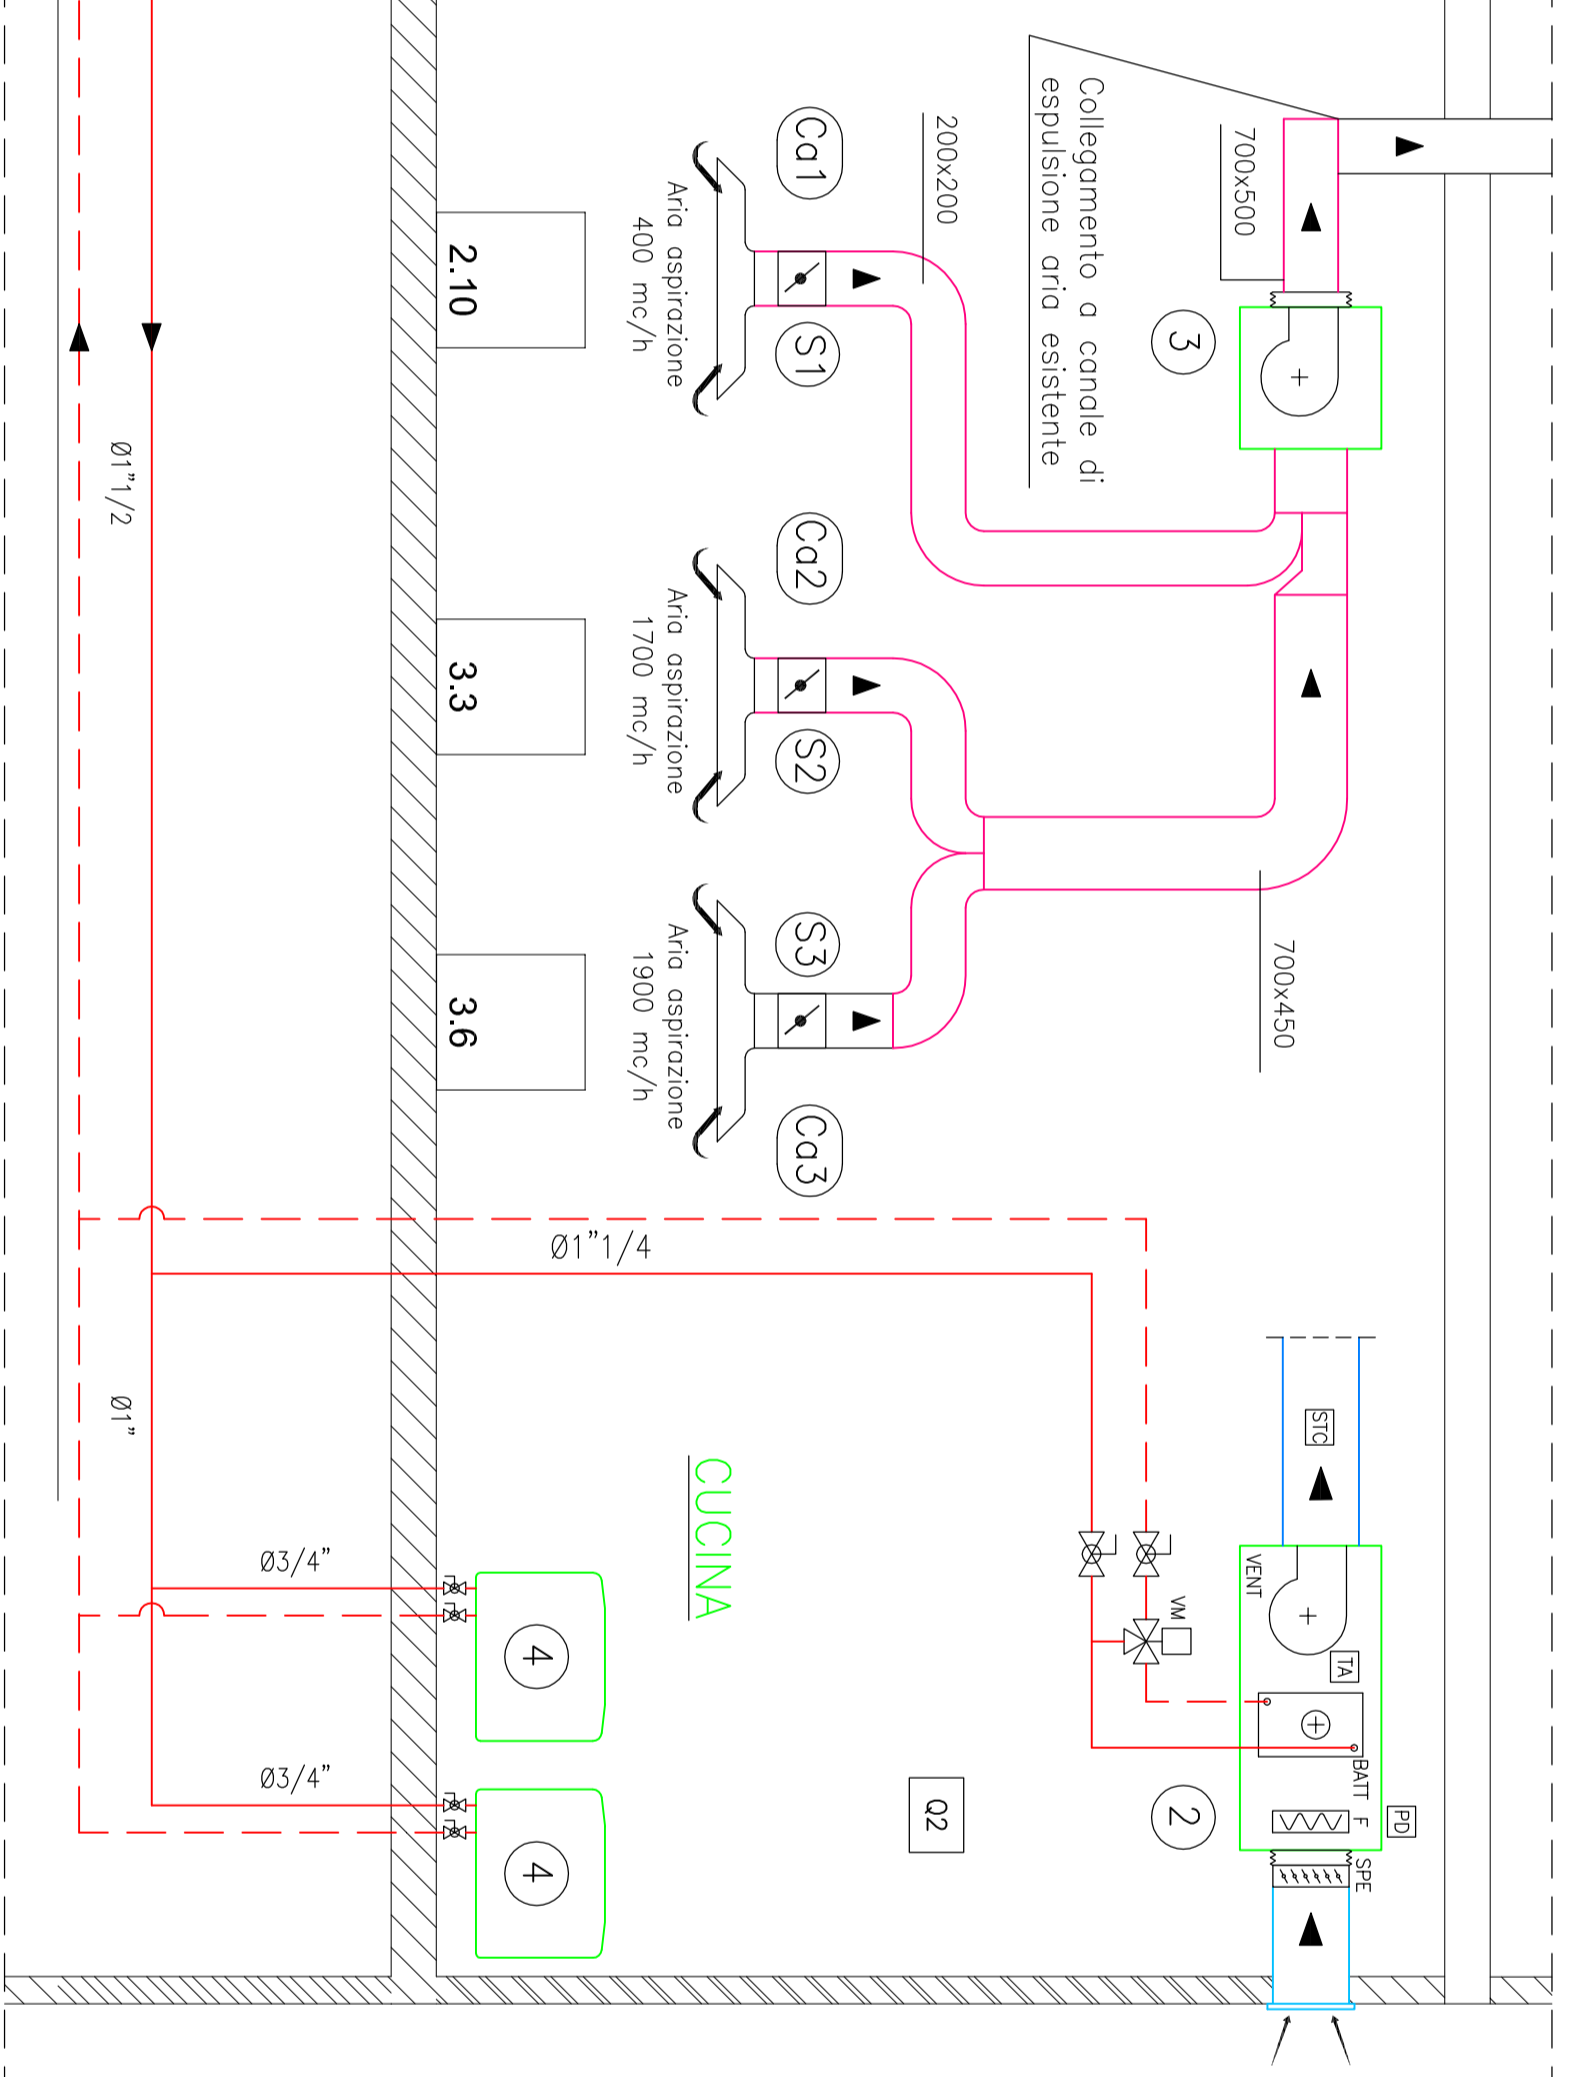 Collegamento a canale di
espulsione aria esistente
700x500
3
200x200
Ca1
S1
Aria aspirazione
400 mc/h
2.10
Ca2
S2
Aria aspirazione
1700 mc/h
3.3
S3
Ca3
Aria aspirazione
1900 mc/h
3.6
700x450
STC
VENT
TA
BATT
F
PD
SPE
VM
2
Q2
CUCINA
4
4
Ø1"1/4
Ø1"1/2
Ø1"
Ø3/4"
Ø3/4"